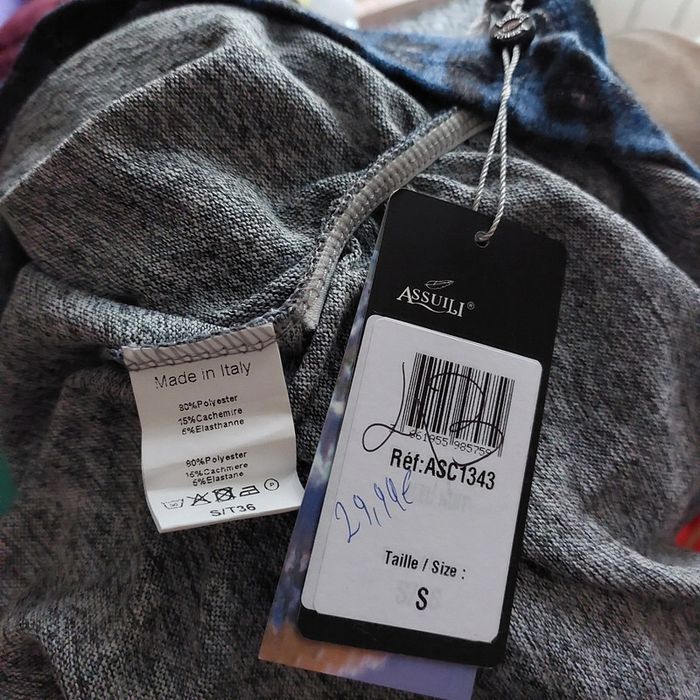 Made in Italy
80%Polyester
15%Cachemire
5%Elasthanne
80%Polyester
15%Cachmere
5%Elastane
S/T36
ASSUILI®
Réf:ASC1343
29,99€
Taille / Size :
S